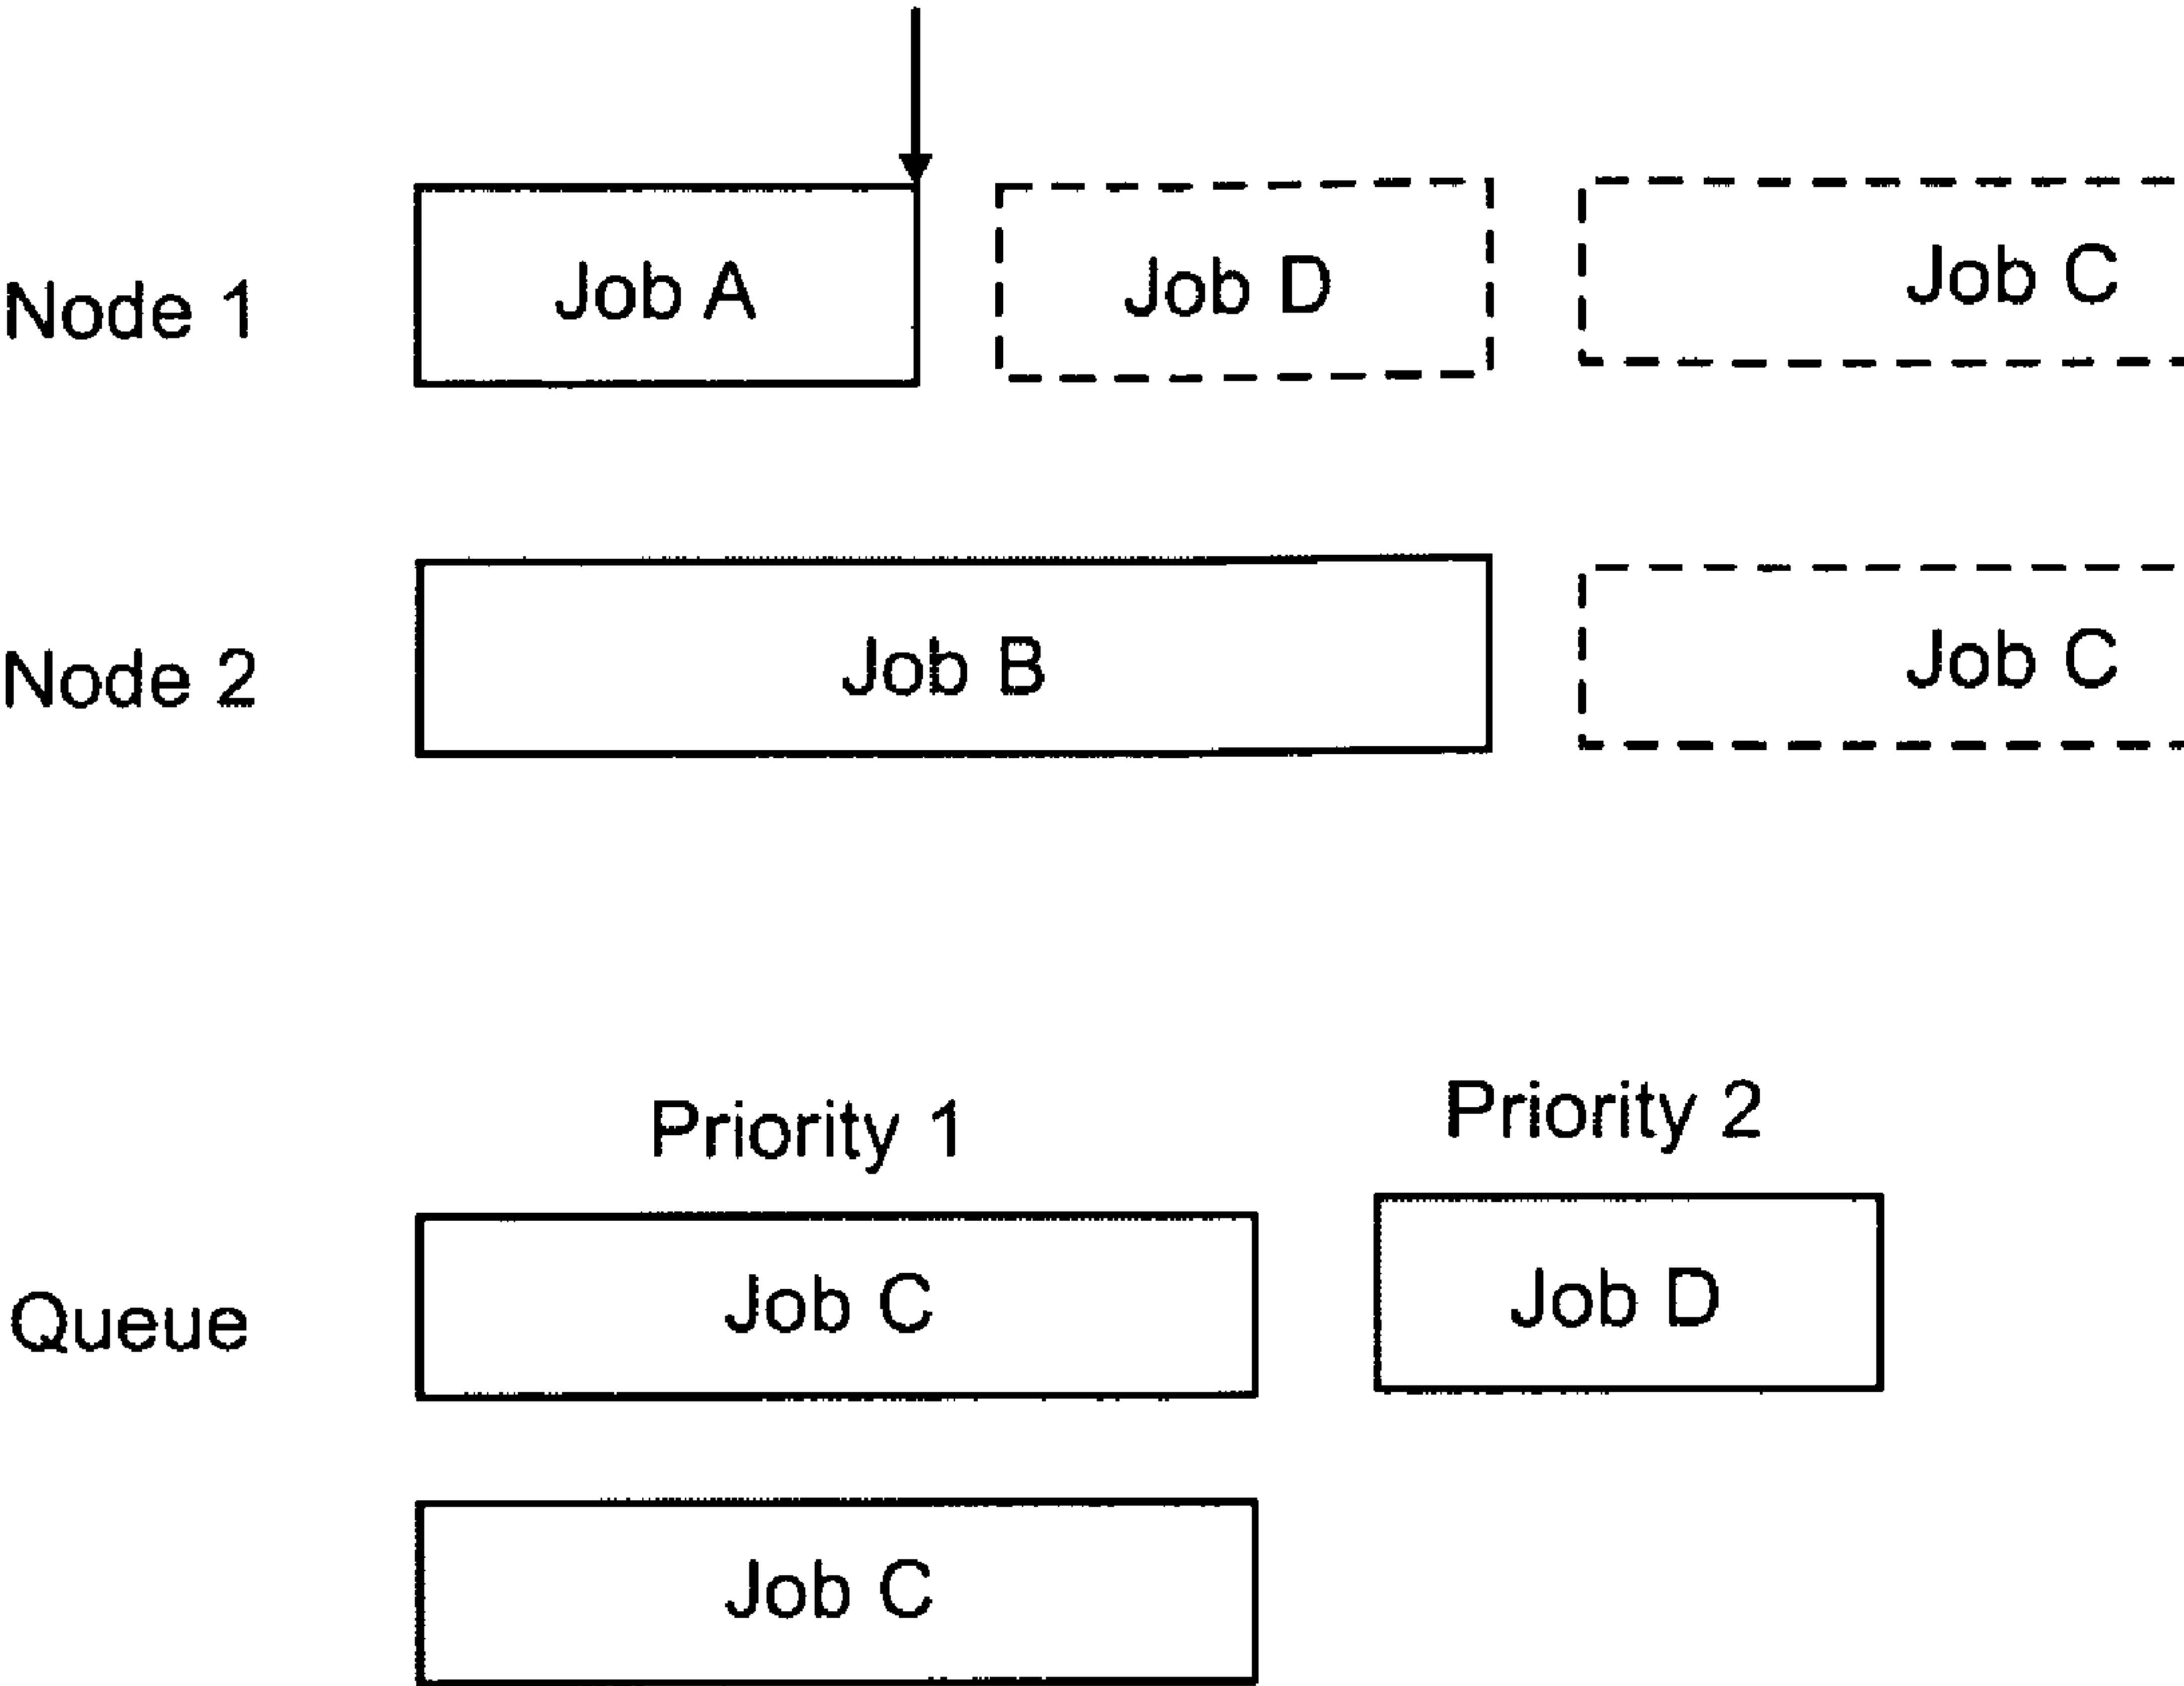 Node 1 Job A Job D Job C
Node 2 Job B Job C
Priority 1 Priority 2
Queue Job C Job D
Job C